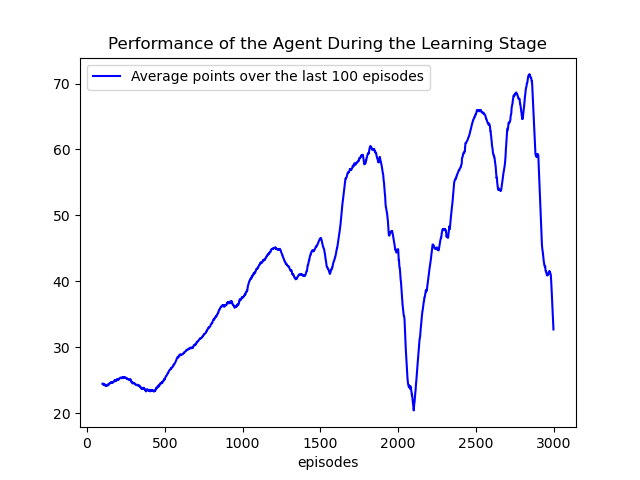 Performance of the Agent During the Learning Stage
Average points over the last 100 episodes
70
60
50
40
30
20
0 500 1000 1500 2000 2500 3000
episodes